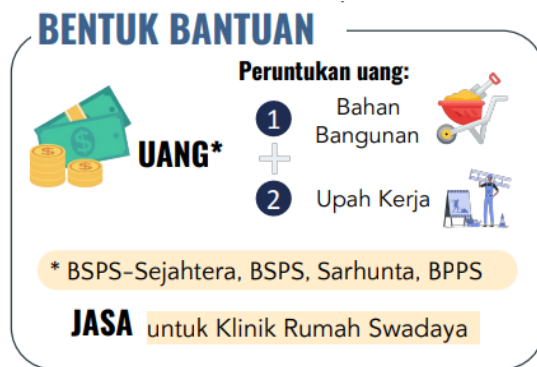 BENTUK BANTUAN
Peruntukan uang:
UANG*
1 Bahan
Bangunan
+
2 Upah Kerja
* BSPS-Sejahtera, BSPS, Sarhunta, BPPS
JASA untuk Klinik Rumah Swadaya